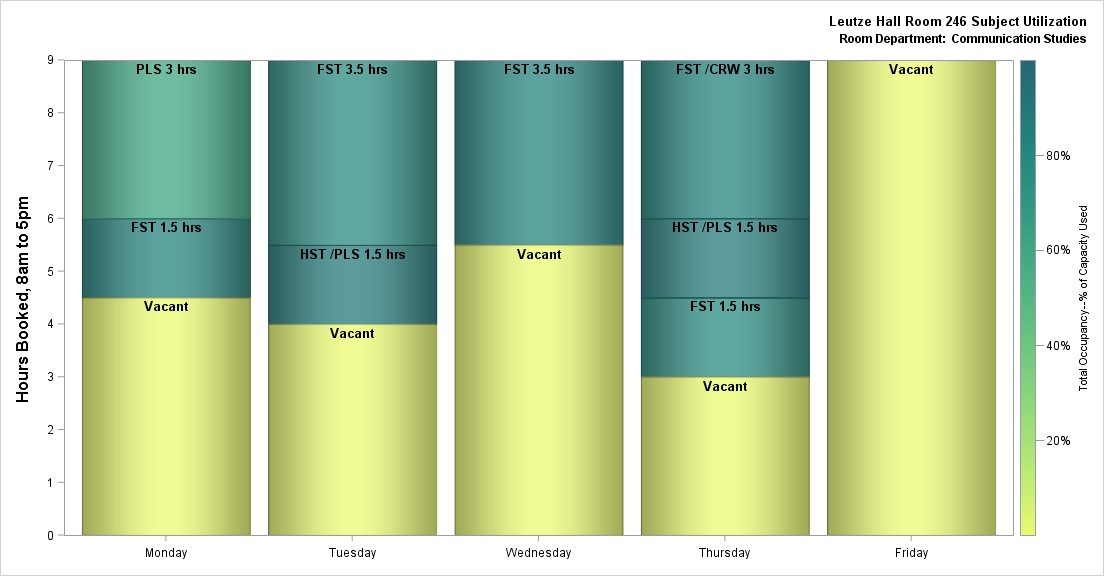 Leutze Hall Room 246 Subject Utilization
Room Department: Communication Studies
Hours Booked, 8am to 5pm
9
8
7
6
5
4
3
2
1
0
PLS 3 hrs
FST 1.5 hrs
Vacant
FST 3.5 hrs
HST /PLS 1.5 hrs
Vacant
FST 3.5 hrs
Vacant
FST /CRW 3 hrs
HST /PLS 1.5 hrs
FST 1.5 hrs
Vacant
Vacant
Monday
Tuesday
Wednesday
Thursday
Friday
80%
60%
40%
20%
Total Occupancy--% of Capacity Used